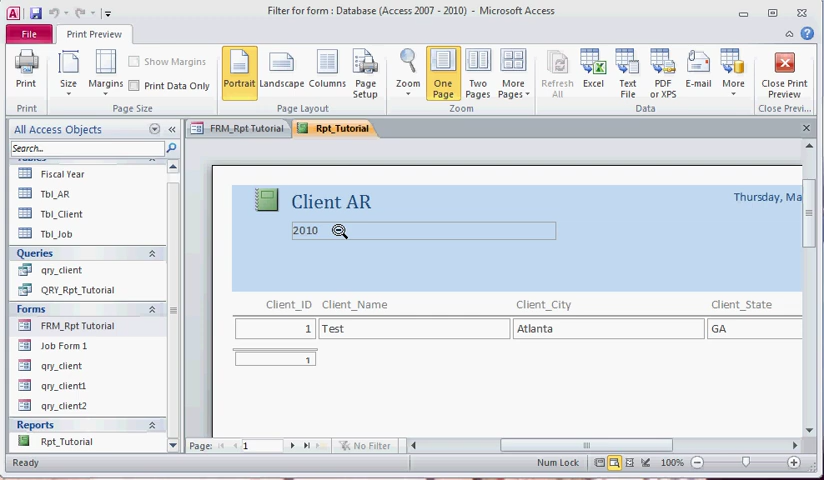 Filter for form : Database (Access 2007 - 2010) - Microsoft Access
File
Print Preview
Print
Size
Margins
Show Margins
Print Data Only
Portrait
Landscape
Columns
Page Setup
Zoom
One Page
Two Pages
More Pages
Refresh All
Excel
Text File
PDF or XPS
E-mail
More
Close Print Preview
Print
Page Size
Page Layout
Zoom
Data
Close Previ...
All Access Objects
FRM_Rpt Tutorial
Rpt_Tutorial
Search...
Tables
Fiscal Year
Tbl_AR
Tbl_Client
Tbl_Job
Queries
qry_client
QRY_Rpt_Tutorial
Forms
FRM_Rpt Tutorial
Job Form 1
qry_client
qry_client1
qry_client2
Reports
Rpt_Tutorial
Client AR
Thursday, Ma
2010
Client_ID Client_Name Client_City Client_State
1 Test Atlanta GA
1
Page: 1 No Filter
Ready
Num Lock
100%